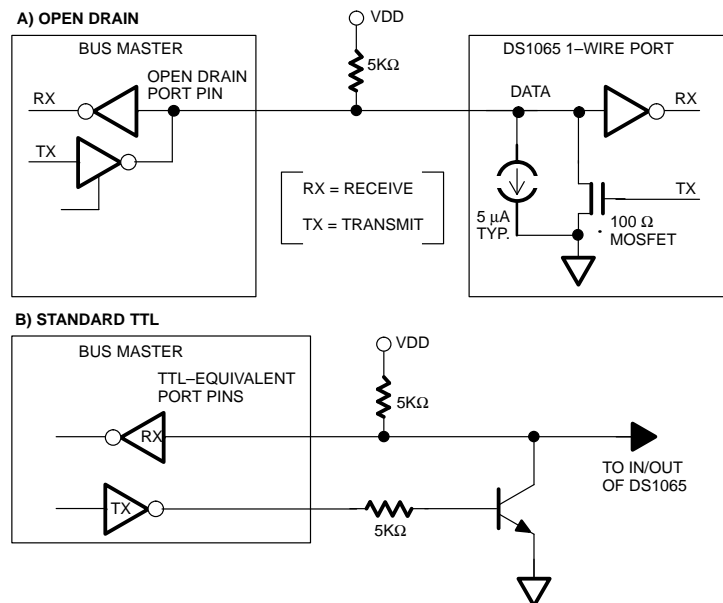 A) OPEN DRAIN
BUS MASTER
OPEN DRAIN
PORT PIN
RX
TX
VDD
5KΩ
RX = RECEIVE
TX = TRANSMIT
DS1065 1–WIRE PORT
DATA
RX
TX
5 μA
TYP.
100 Ω
MOSFET
B) STANDARD TTL
BUS MASTER
TTL–EQUIVALENT
PORT PINS
RX
TX
VDD
5KΩ
5KΩ
TO IN/OUT
OF DS1065